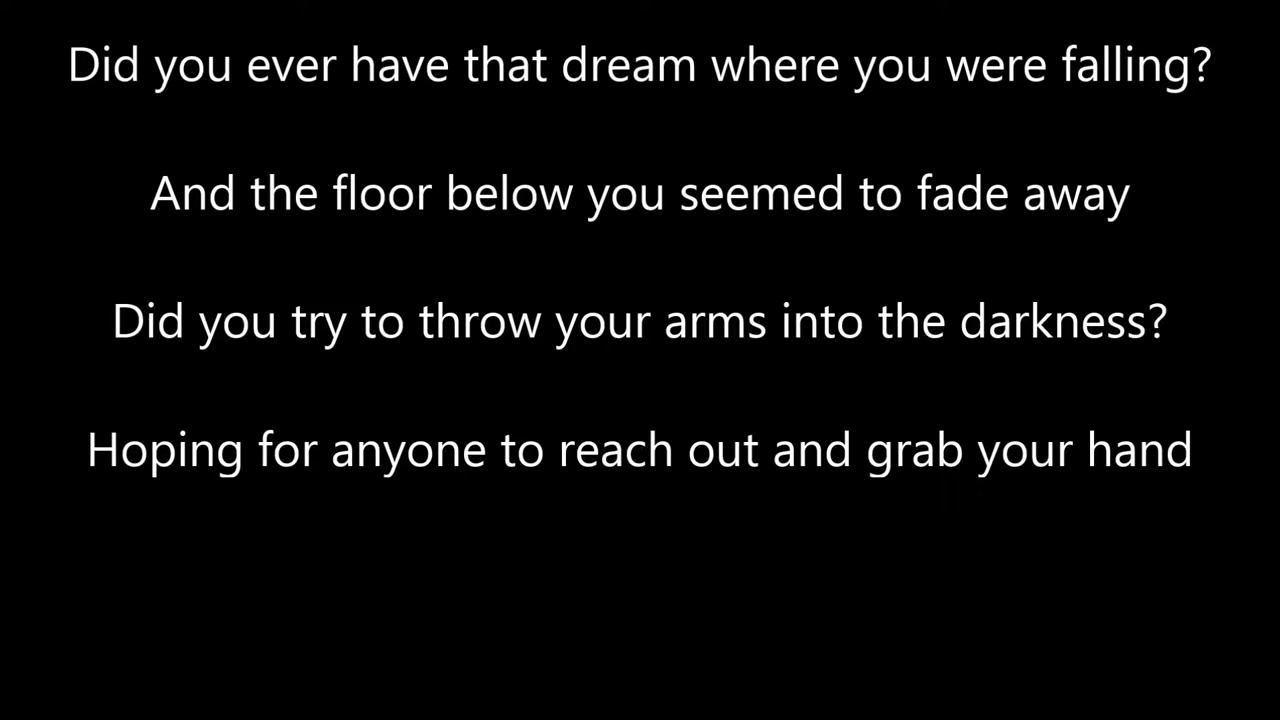 Did you ever have that dream where you were falling?
And the floor below you seemed to fade away
Did you try to throw your arms into the darkness?
Hoping for anyone to reach out and grab your hand